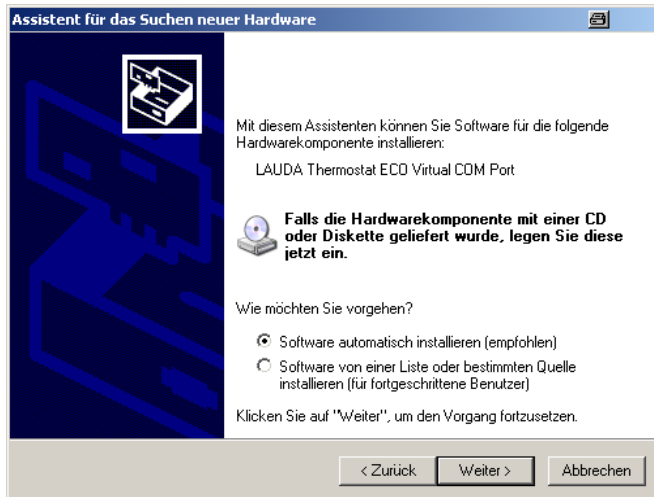 Assistent für das Suchen neuer Hardware
Mit diesem Assistenten können Sie Software für die folgende
Hardwarekomponente installieren:
LAUDA Thermostat ECO Virtual COM Port
Falls die Hardwarekomponente mit einer CD
oder Diskette geliefert wurde, legen Sie diese
jetzt ein.
Wie möchten Sie vorgehen?
Software automatisch installieren (empfohlen)
Software von einer Liste oder bestimmten Quelle
installieren (für fortgeschrittene Benutzer)
Klicken Sie auf "Weiter", um den Vorgang fortzusetzen.
< Zurück Weiter > Abbrechen